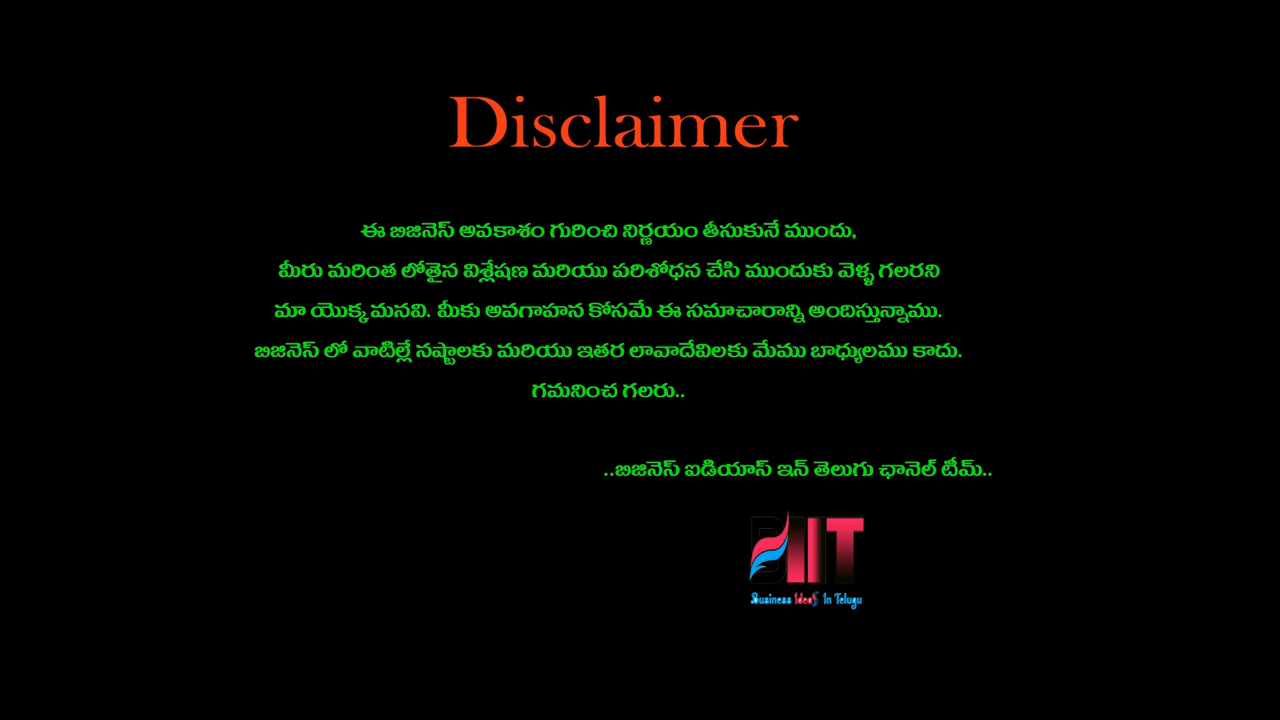 Disclaimer
ఈ బిజినెస్ అవకాశం గురించి నిర్ణయం తీసుకునే ముందు,
మీరు మరింత లోతైన విశ్లేషణ మరియు పరిశోధన చేసి ముందుకు వెళ్ళ గలరని
మా యొక్క మనవి. మీకు అవగాహన కోసమే ఈ సమాచారాన్ని అందిస్తున్నాము.
బిజినెస్ లో వాటిల్లే నష్టాలకు మరియు ఇతర లావాదేవిలకు మేము బాధ్యులము కాదు.
గమనించ గలరు..
..బిజినెస్ ఐడియాస్ ఇన్ తెలుగు ఛానెల్ టీమ్..
BIIT
Business IdeaS In Telugu